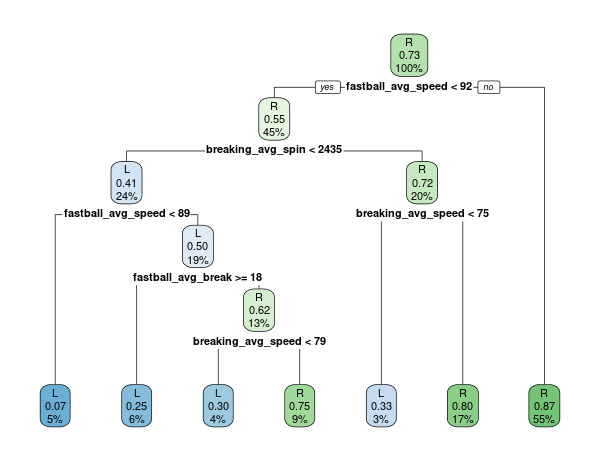 R
0.73
100%
yes fastball_avg_speed < 92 no
R
0.55
45%
breaking_avg_spin < 2435
L
0.41
24%
R
0.72
20%
fastball_avg_speed < 89
breaking_avg_speed < 75
L
0.50
19%
fastball_avg_break >= 18
R
0.62
13%
breaking_avg_speed < 79
L
0.07
5%
L
0.25
6%
L
0.30
4%
R
0.75
9%
L
0.33
3%
R
0.80
17%
R
0.87
55%